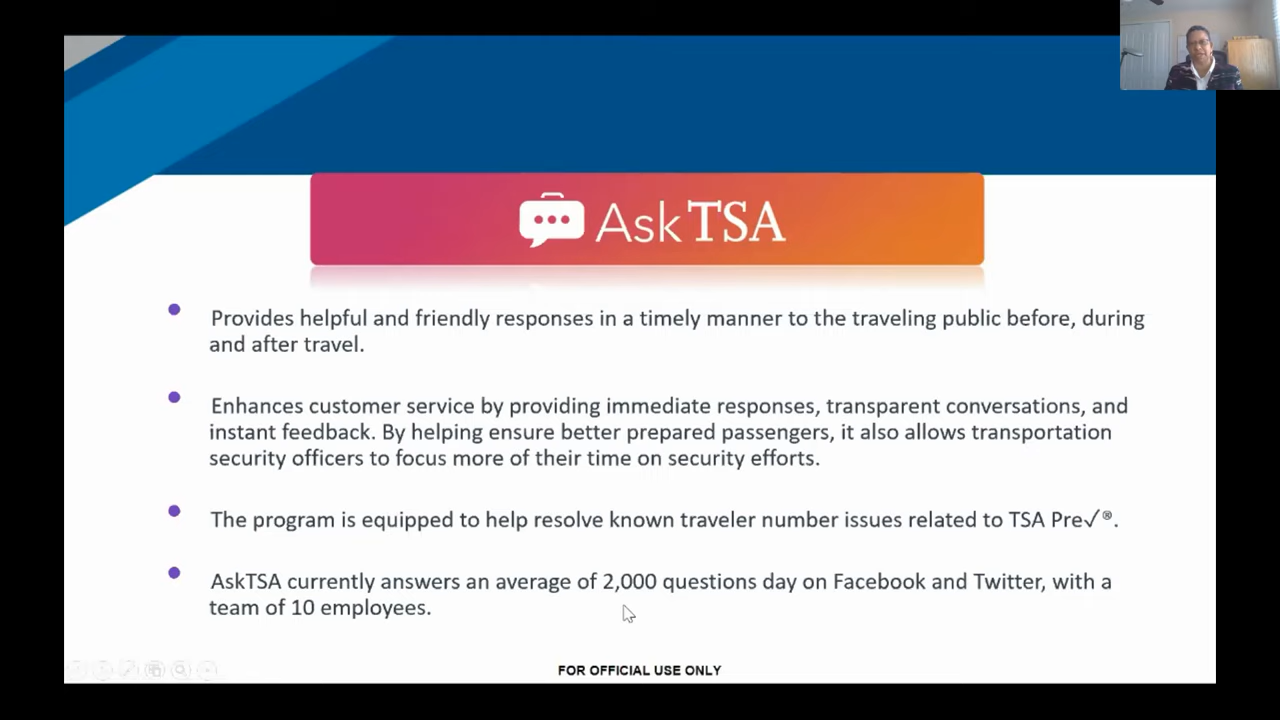 Ask TSA
Provides helpful and friendly responses in a timely manner to the traveling public before, during
and after travel.
Enhances customer service by providing immediate responses, transparent conversations, and
instant feedback. By helping ensure better prepared passengers, it also allows transportation
security officers to focus more of their time on security efforts.
The program is equipped to help resolve known traveler number issues related to TSA Pre✓®.
AskTSA currently answers an average of 2,000 questions day on Facebook and Twitter, with a
team of 10 employees.
FOR OFFICIAL USE ONLY